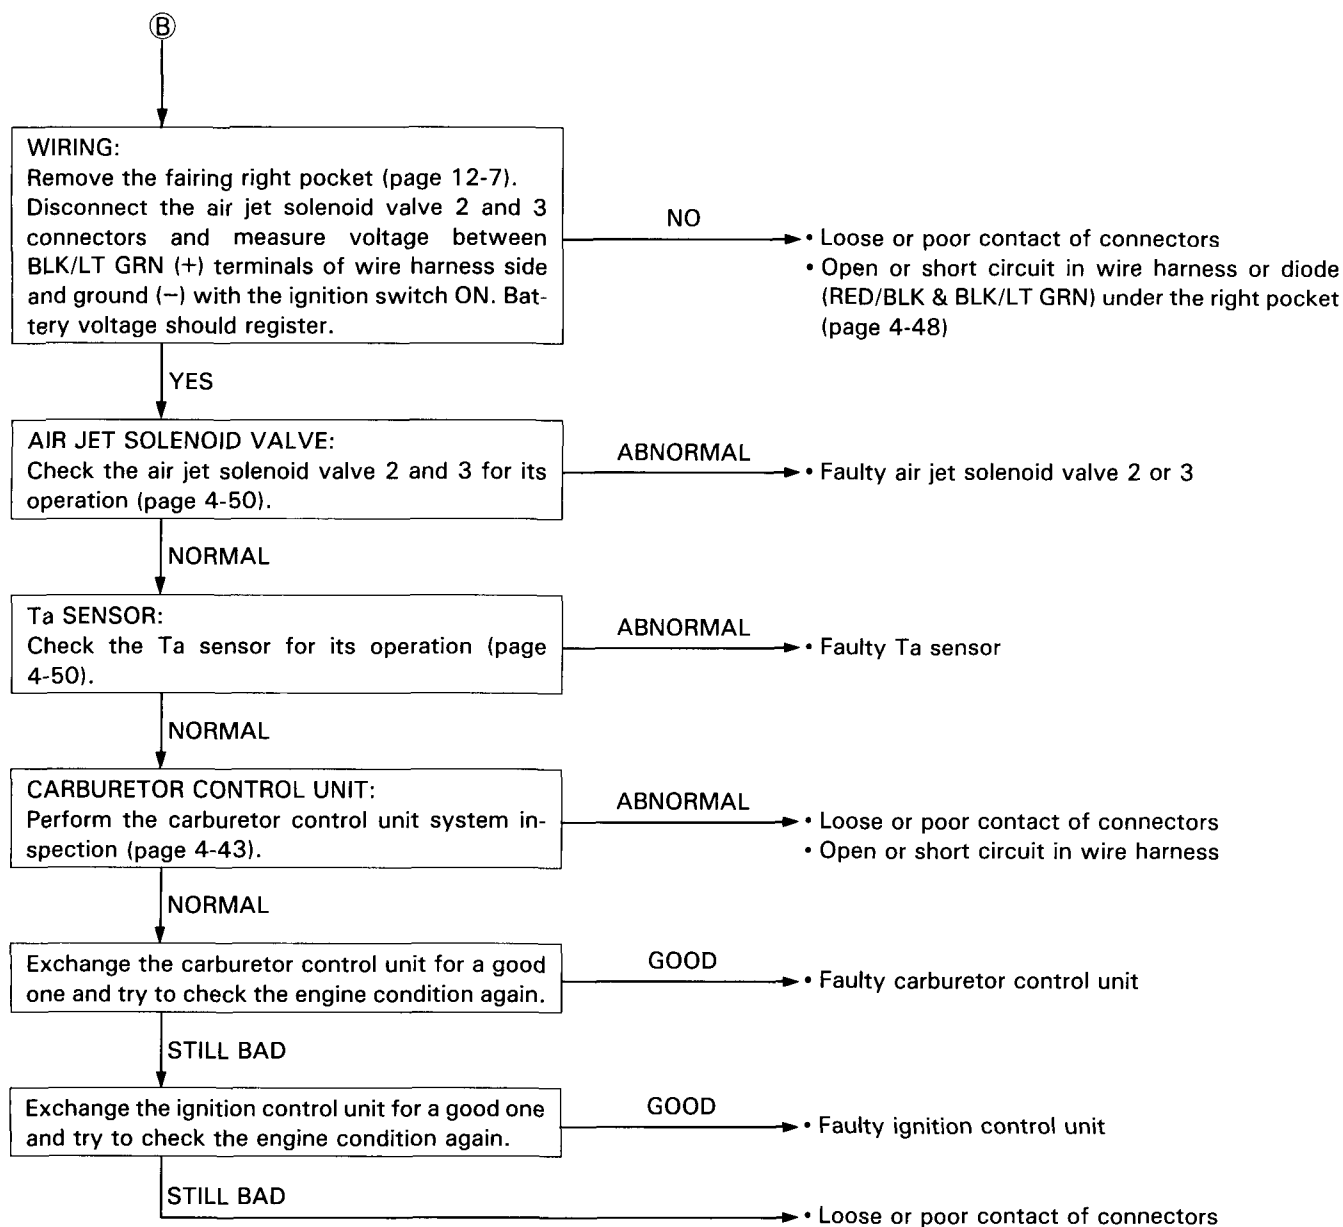 B
WIRING:
Remove the fairing right pocket (page 12-7).
Disconnect the air jet solenoid valve 2 and 3
connectors and measure voltage between
BLK/LT GRN (+) terminals of wire harness side
and ground (−) with the ignition switch ON. Bat-
tery voltage should register.
NO
• Loose or poor contact of connectors
• Open or short circuit in wire harness or diode
(RED/BLK & BLK/LT GRN) under the right pocket
(page 4-48)
YES
AIR JET SOLENOID VALVE:
Check the air jet solenoid valve 2 and 3 for its
operation (page 4-50).
ABNORMAL
• Faulty air jet solenoid valve 2 or 3
NORMAL
Ta SENSOR:
Check the Ta sensor for its operation (page
4-50).
ABNORMAL
• Faulty Ta sensor
NORMAL
CARBURETOR CONTROL UNIT:
Perform the carburetor control unit system in-
spection (page 4-43).
ABNORMAL
• Loose or poor contact of connectors
• Open or short circuit in wire harness
NORMAL
Exchange the carburetor control unit for a good
one and try to check the engine condition again.
GOOD
• Faulty carburetor control unit
STILL BAD
Exchange the ignition control unit for a good one
and try to check the engine condition again.
GOOD
• Faulty ignition control unit
STILL BAD
• Loose or poor contact of connectors